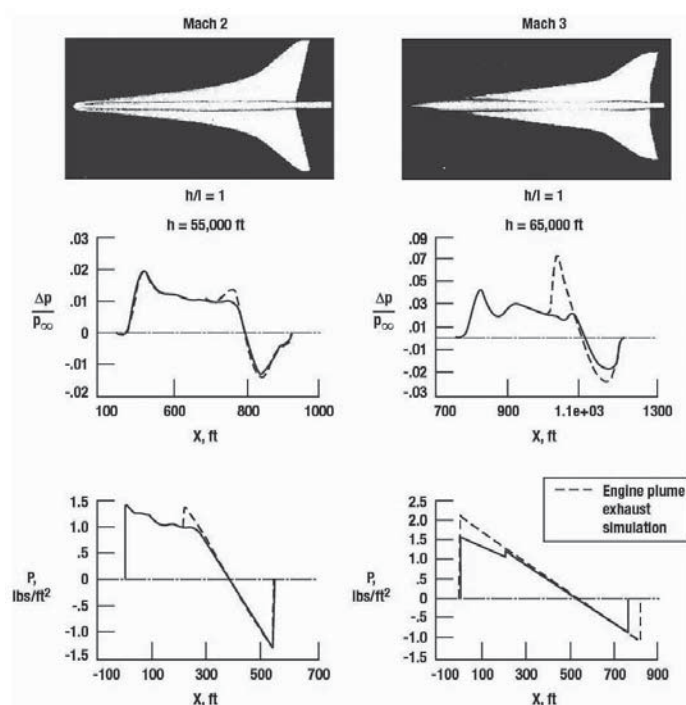 Mach 2
Mach 3
h/l = 1
h/l = 1
h = 55,000 ft
h = 65,000 ft
.03
.02
.01
0
-.01
-.02
Δp
p∞
100
600
800
1000
X, ft
.09
.07
.05
.03
.01
-.01
-.03
Δp
p∞
700
900
1.1e+03
1300
X, ft
1.5
1.0
.5
0
-.5
-1.0
-1.5
P,
lbs/ft2
-100
100
300
500
700
X, ft
Engine plume
exhaust
simulation
2.5
2.0
1.5
1.0
.5
0
-.5
-1.0
-1.5
P,
lbs/ft2
-100
100
300
500
700
900
X, ft